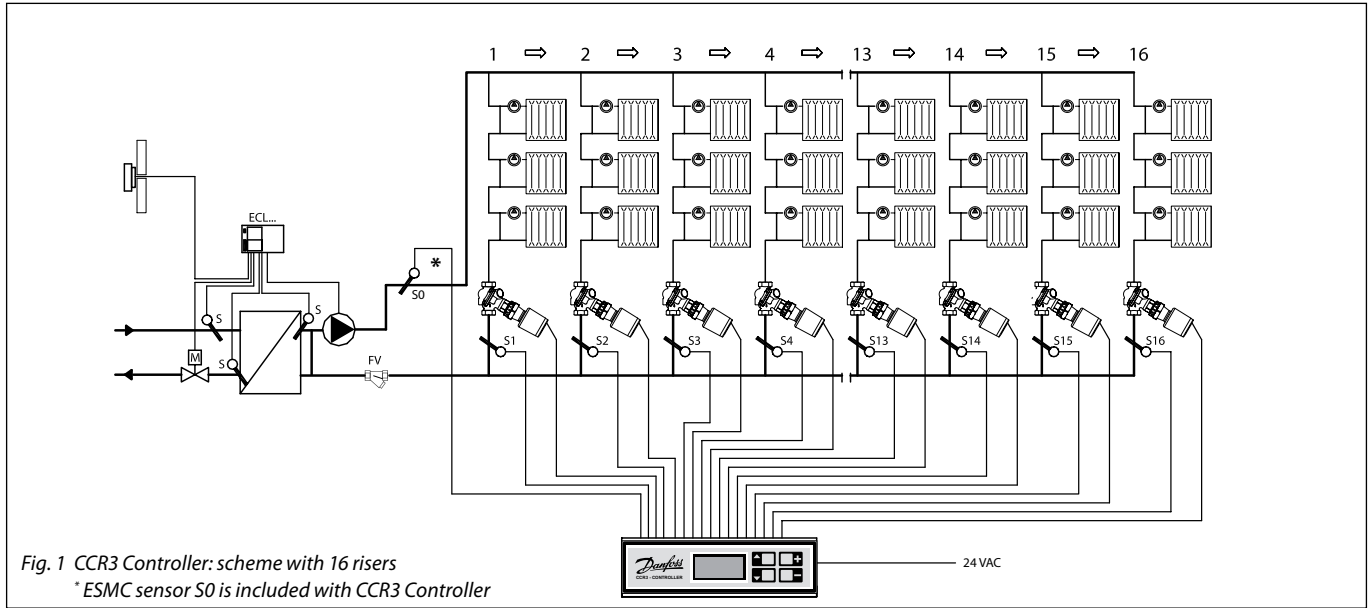 1 ⇨ 2 ⇨ 3 ⇨ 4 ⇨ 13 ⇨ 14 ⇨ 15 ⇨ 16
ECL...
*
S0
S
S
S
M
FV
S1 S2 S3 S4 S13 S14 S15 S16
Danfoss
CCR3 - CONTROLLER
+
-
24 VAC
Fig. 1 CCR3 Controller: scheme with 16 risers
* ESMC sensor S0 is included with CCR3 Controller